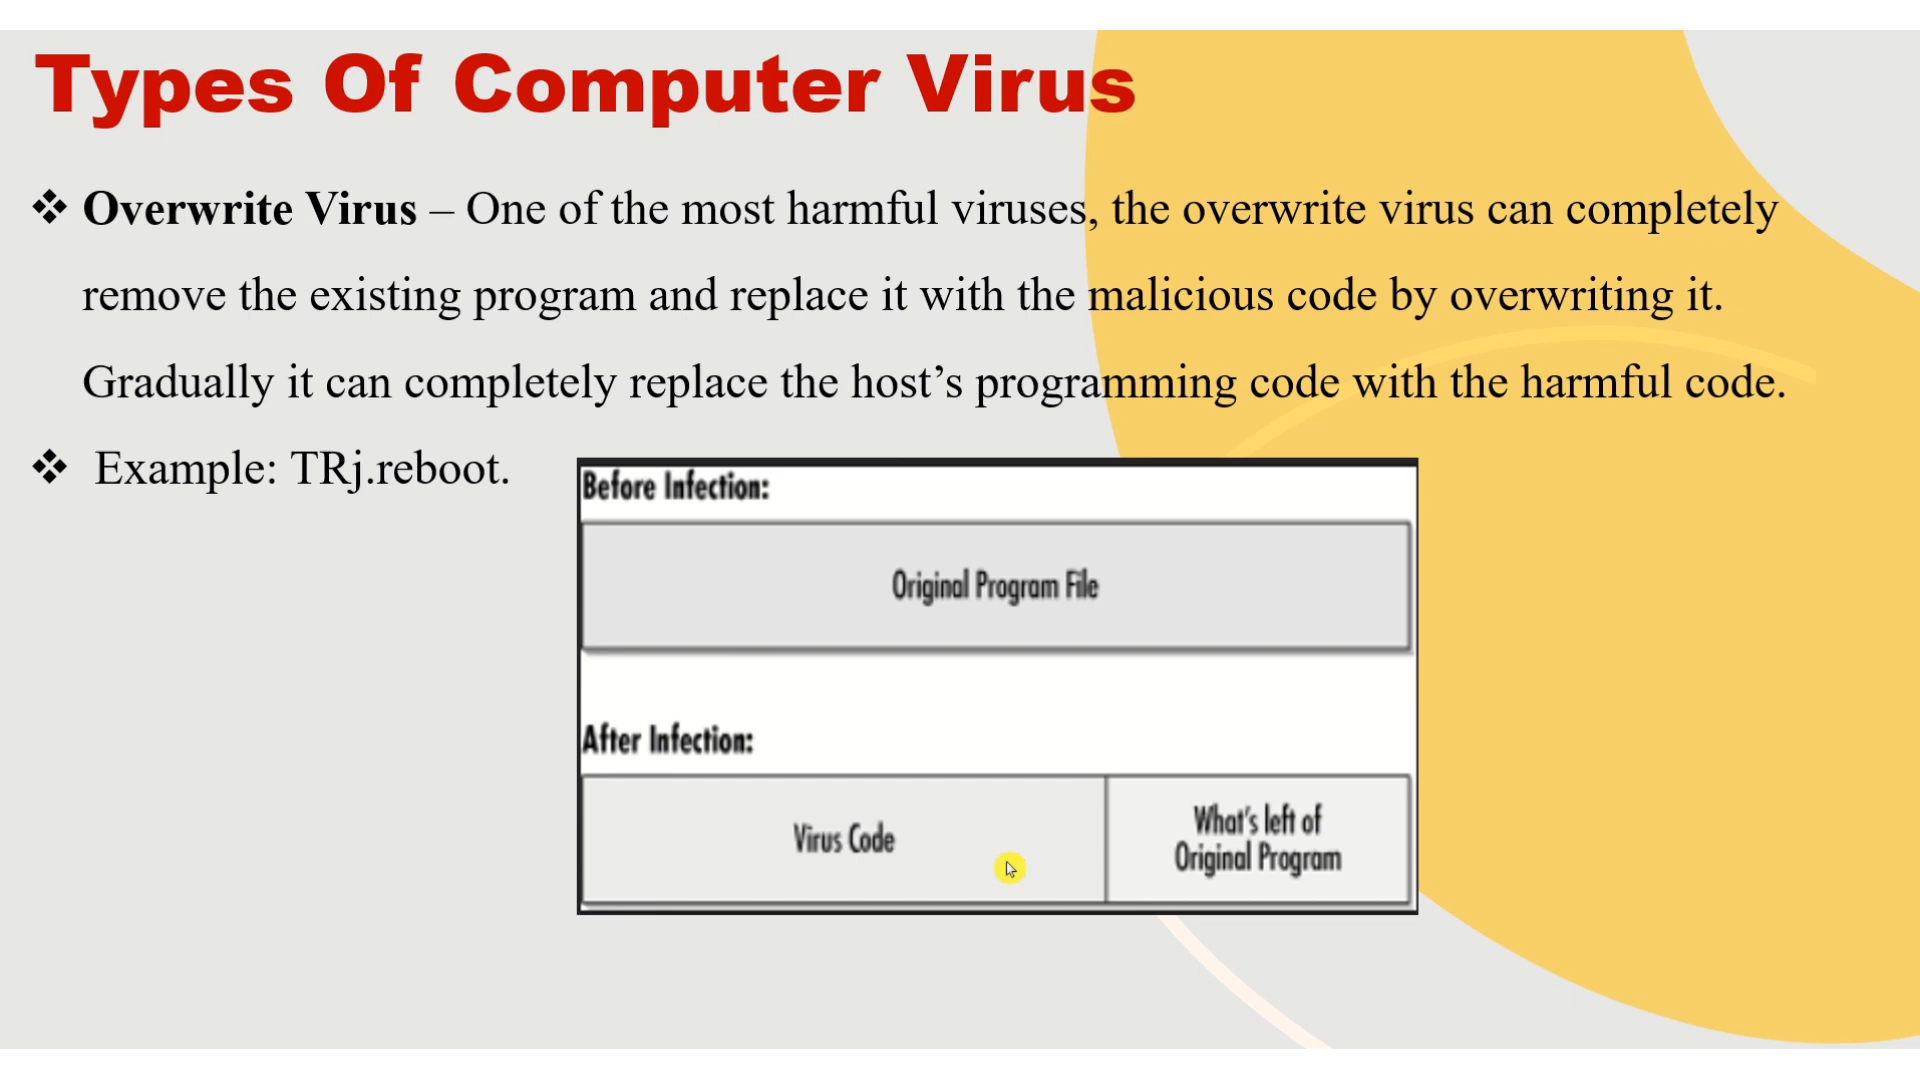 Types Of Computer Virus
❖ Overwrite Virus – One of the most harmful viruses, the overwrite virus can completely
remove the existing program and replace it with the malicious code by overwriting it.
Gradually it can completely replace the host’s programming code with the harmful code.
❖ Example: TRj.reboot.
Before Infection:
Original Program File
After Infection:
Virus Code
What's left of
Original Program